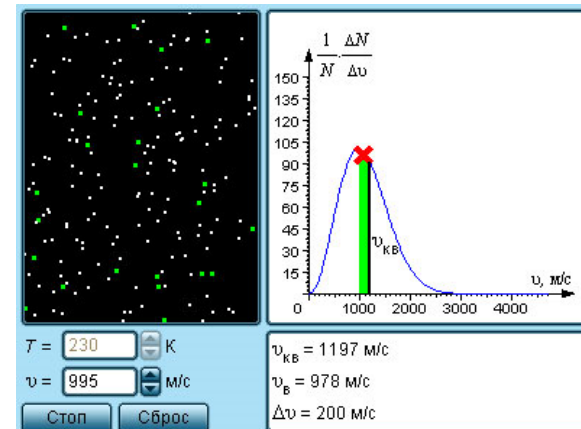 1/N · ΔN/Δυ
150
135
120
105
90
75
60
45
30
15
υкв
υ, м/с
0
1000
2000
3000
4000
T = 230 К
υ = 995 м/с
Стоп Сброс
υкв = 1197 м/с
υв = 978 м/с
Δυ = 200 м/с